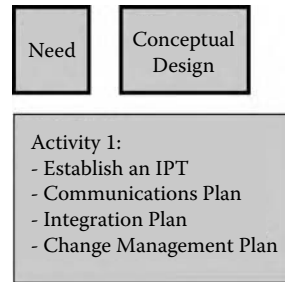 Need
Conceptual
Design
Activity 1:
- Establish an IPT
- Communications Plan
- Integration Plan
- Change Management Plan